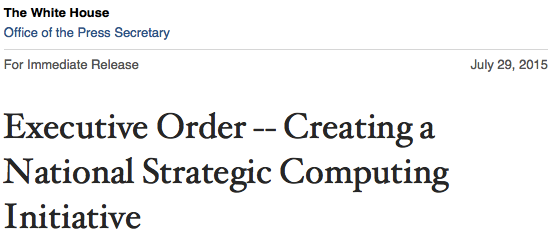 The White House
Office of the Press Secretary
For Immediate Release July 29, 2015
Executive Order -- Creating a
National Strategic Computing
Initiative